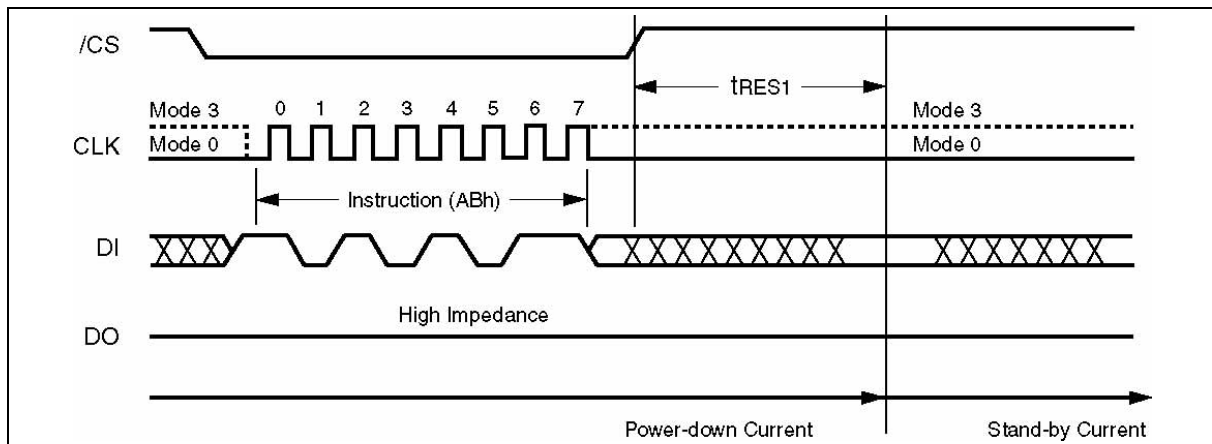 /CS
tRES1
Mode 3 0 1 2 3 4 5 6 7 Mode 3
CLK
Mode 0 Mode 0
Instruction (ABh)
DI
High Impedance
DO
Power-down Current Stand-by Current